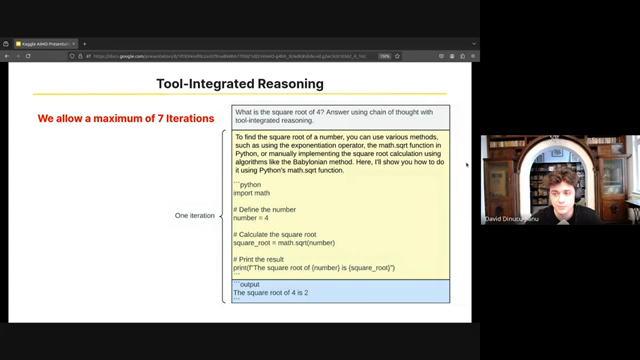 Kaggle AIMO Presentation
Tool-Integrated Reasoning
We allow a maximum of 7 Iterations
What is the square root of 4? Answer using chain of thought with
tool-integrated reasoning.
To find the square root of a number, you can use various methods,
such as using the exponentiation operator, the math.sqrt function in
Python, or manually implementing the square root calculation using
algorithms like the Babylonian method. Here, I'll show you how to do
it using Python's math.sqrt function.
```python
import math
# Define the number
number = 4
One iteration
# Calculate the square root
square_root = math.sqrt(number)
# Print the result
print(f"The square root of {number} is {square_root}")
```
```output
The square root of 4 is 2
```
David